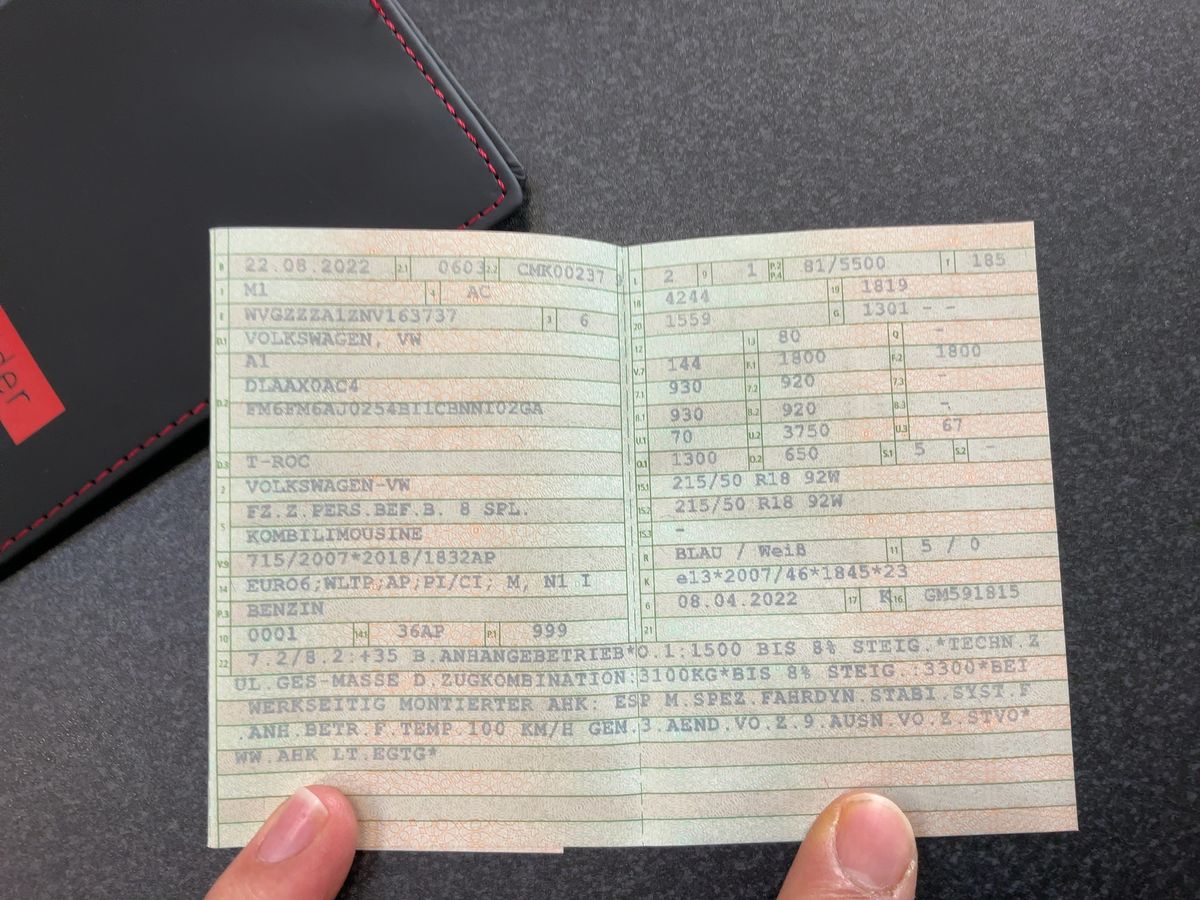 der
B 22.08.2022 2.1 0603 2.2 CMK00237 9
J M1 4 AC
E WVGZZZA1ZNV163737 3 6
D.1 VOLKSWAGEN, VW
A1
DLAAX0AC4
D.2 FM6FM6AJ0254BI1CBNNI02GA
D.3 T-ROC
2 VOLKSWAGEN-VW
FZ.Z.PERS.BEF.B. 8 SPL.
5 KOMBILIMOUSINE
V.9 715/2007*2018/1832AP
14 EURO6;WLTP,AP,PI/CI; M, N1 I
P.3 BENZIN
10 0001 14.1 36AP P.1 999
L 2 9 1 P.2 P.4 81/5500 T 185
18 4244 19 1819
20 1559 G 1301 - -
12 13 80 Q -
V.7 144 F.1 1800 F.2 1800
7.1 930 7.2 920 7.3 -
8.1 930 8.2 920 8.3 -
U.1 70 U.2 3750 U.3 67
O.1 1300 O.2 650 S.1 5 S.2 -
15.1 215/50 R18 92W
15.2 215/50 R18 92W
15.3 -
R BLAU / Weiß 11 5 / 0
K e13*2007/46*1845*23
6 08.04.2022 17 K 16 GM591815
21
22 7.2/8.2:+35 B.ANHANGEBETRIEB*O.1:1500 BIS 8% STEIG.*TECHN.Z
UL.GES-MASSE D.ZUGKOMBINATION:3100KG*BIS 8% STEIG.:3300*BEI
WERKSEITIG MONTIERTER AHK: ESP M.SPEZ.FAHRDYN.STABI.SYST.F
.ANH.BETR.F.TEMP.100 KM/H GEM.3.AEND.VO.Z.9.AUSN.VO.Z.STVO*
WW.AHK LT.EGTG*